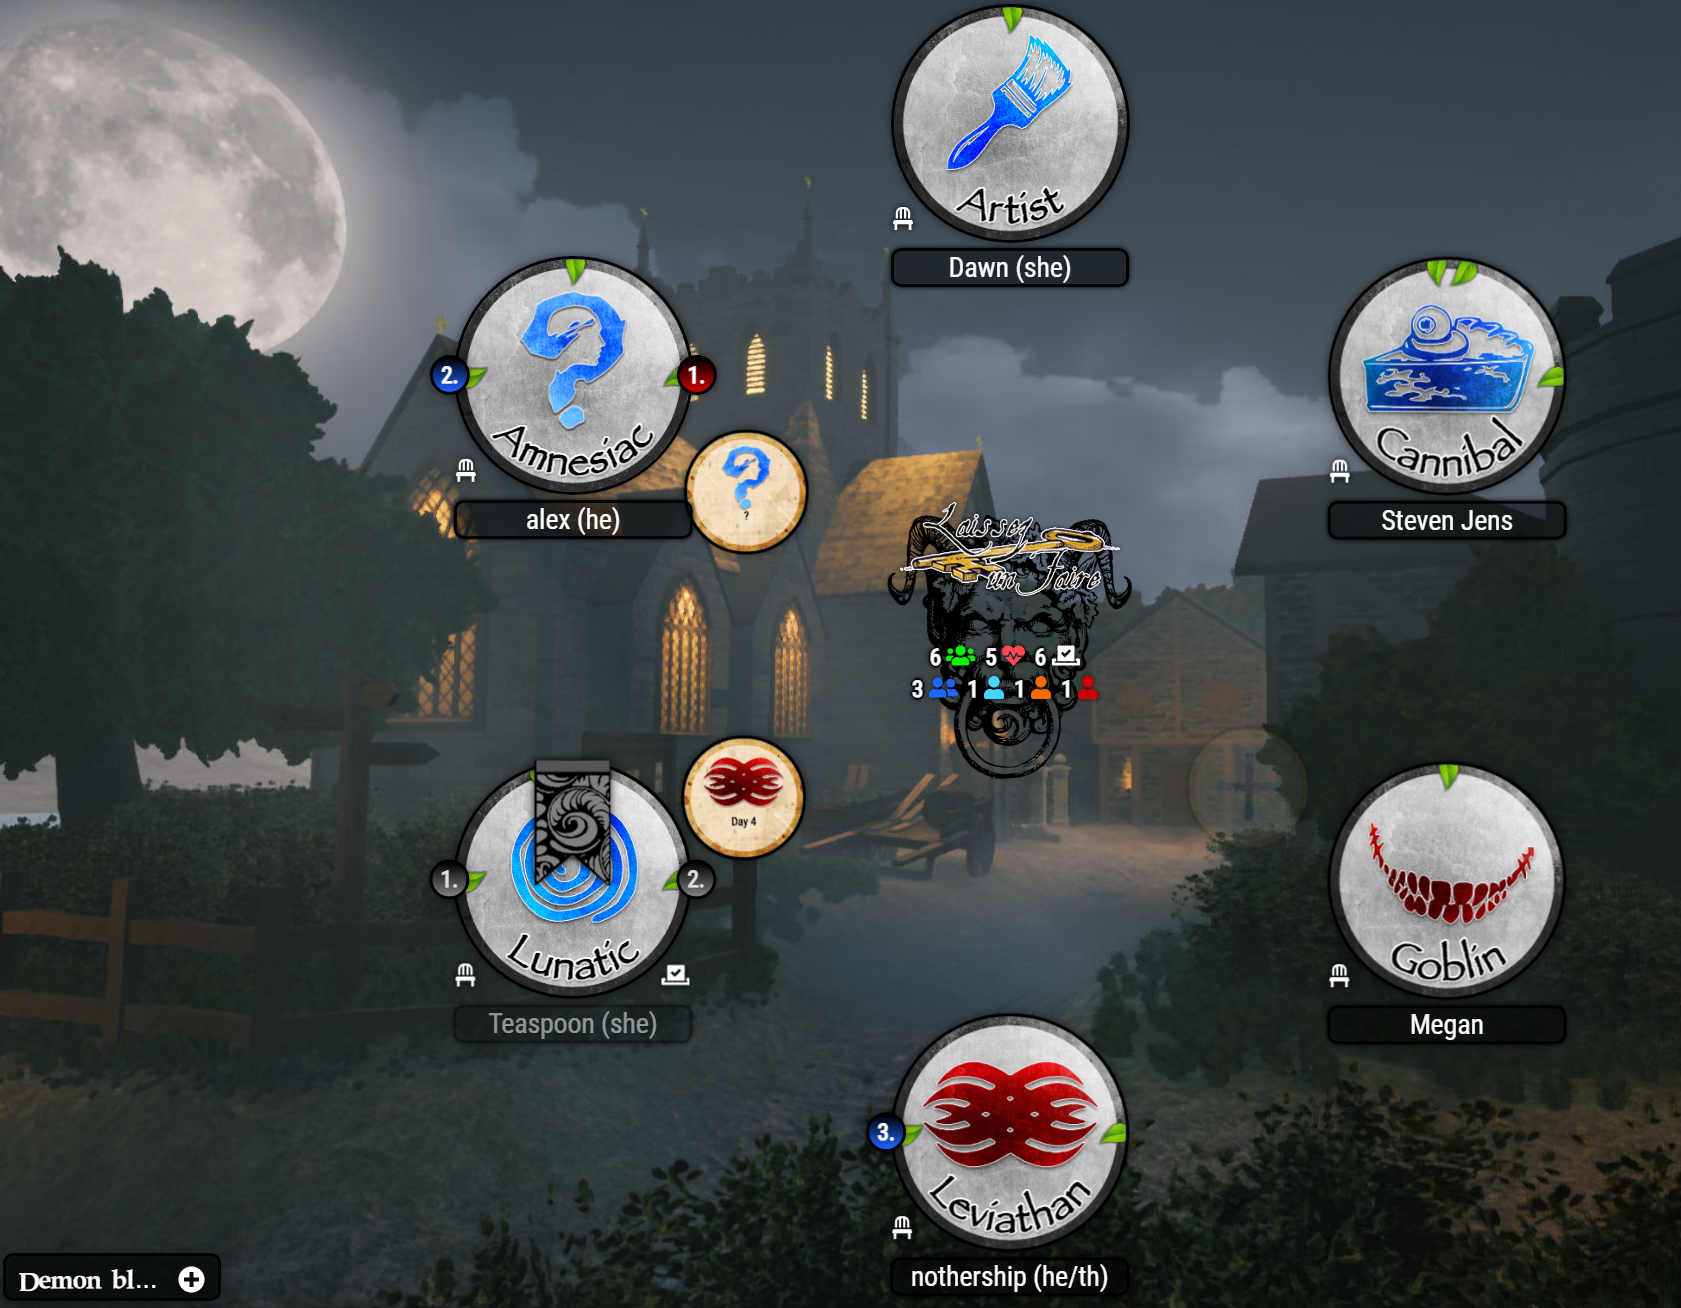 Artist
Dawn (she)
2.
1.
Amnesiac
alex (he)
?
Cannibal
Steven Jens
Laissez
un Faire
6 5 6
3 1 1 1
Day 4
1.
2.
Lunatic
Teaspoon (she)
Goblin
Megan
3.
Leviathan
nothership (he/th)
Demon bl...